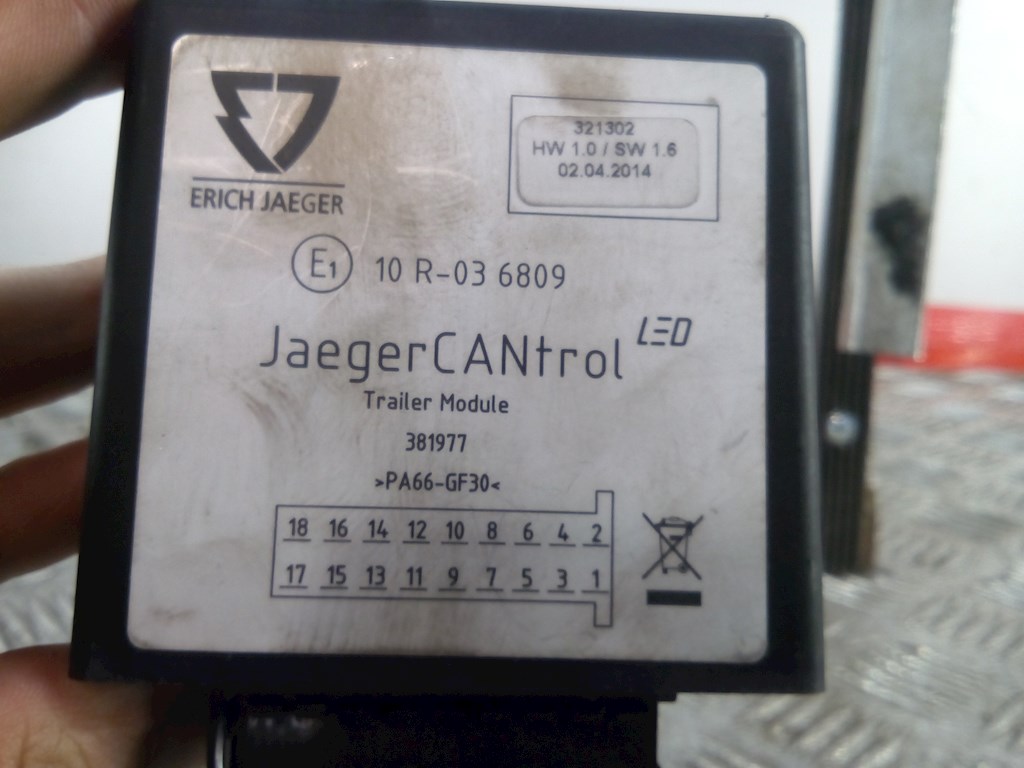 ERICH JAEGER
321302
HW 1.0 / SW 1.6
02.04.2014
E1 10 R-03 6809
JaegerCANtrol LED
Trailer Module
381977
>PA66-GF30<
18 16 14 12 10 8 6 4 2
17 15 13 11 9 7 5 3 1